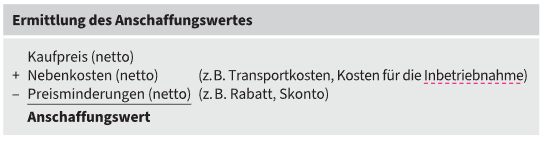 Ermittlung des Anschaffungswertes
Kaufpreis (netto)
+ Nebenkosten (netto) (z. B. Transportkosten, Kosten für die Inbetriebnahme)
– Preisminderungen (netto) (z. B. Rabatt, Skonto)
Anschaffungswert